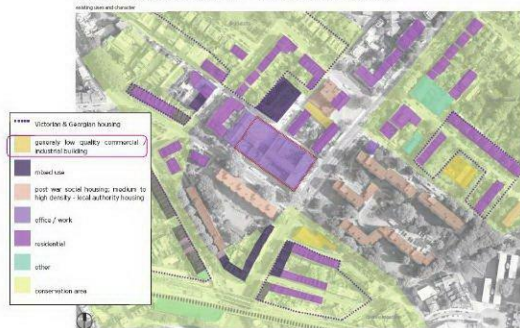 existing uses and character
Victorian & Georgian housing
generely low quality commercial /
industrial building
mixed use
post war social housing, medium to
high density - local authority housing
office / work
residential
other
conservation area